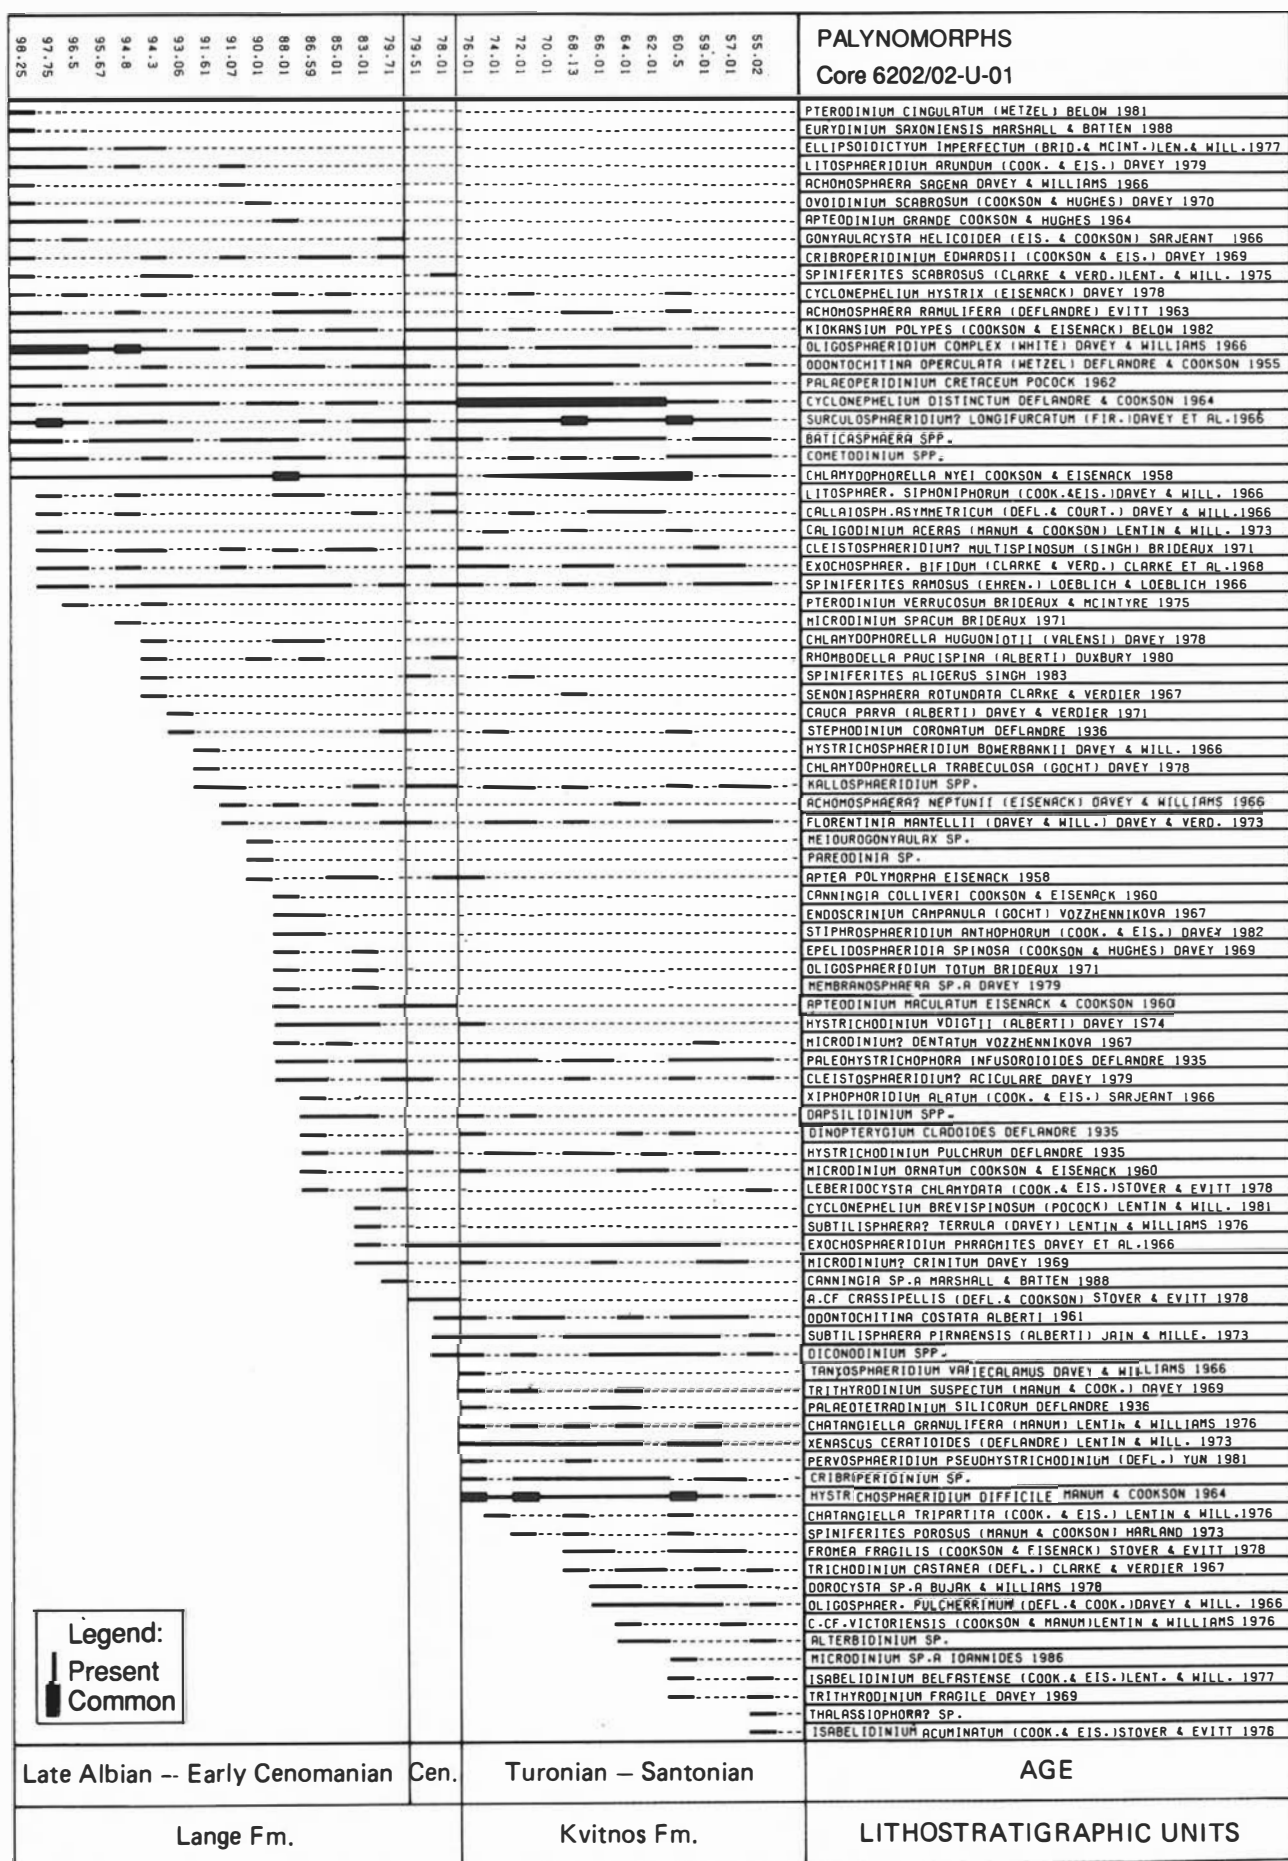 98.25
97.75
96.5
95.67
94.8
94.3
93.06
91.61
91.07
90.01
88.01
86.59
85.01
83.01
79.71
79.51
78.01
76.01
74.01
72.01
70.01
68.13
66.01
64.01
62.01
60.5
59.01
57.01
55.02
PALYNOMORPHS
Core 6202/02-U-01
PTERODINIUM CINGULATUM (WETZEL) BELOW 1981
EURYDINIUM SAXONIENSIS MARSHALL & BATTEN 1988
ELLIPSOIDICTYUM IMPERFECTUM (BRID.& MCINT.)LEN.& WILL.1977
LITOSPHAERIDIUM ARUNDUM (COOK. & EIS.) DAVEY 1979
ACHOMOSPHAERA SAGENA DAVEY & WILLIAMS 1966
OVOIDINIUM SCABROSUM (COOKSON & HUGHES) DAVEY 1970
APTEODINIUM GRANDE COOKSON & HUGHES 1964
GONYAULACYSTA HELICOIDEA (EIS. & COOKSON) SARJEANT 1966
CRIBROPERIDINIUM EDWARDSII (COOKSON & EIS.) DAVEY 1969
SPINIFERITES SCABROSUS (CLARKE & VERD.)LENT. & WILL. 1975
CYCLONEPHELIUM HYSTRIX (EISENACK) DAVEY 1978
ACHOMOSPHAERA RAMULIFERA (DEFLANDRE) EVITT 1963
KIOKANSIUM POLYPES (COOKSON & EISENACK) BELOW 1982
OLIGOSPHAERIDIUM COMPLEX (WHITE) DAVEY & WILLIAMS 1966
ODONTOCHITINA OPERCULATA (WETZEL) DEFLANDRE & COOKSON 1955
PALAEOPERIDINIUM CRETACEUM POCOCK 1962
CYCLONEPHELIUM DISTINCTUM DEFLANDRE & COOKSON 1964
SURCULOSPHAERIDIUM? LONGIFURCATUM (FIR.)DAVEY ET AL.1966
BATICASPHAERA SPP.
COMETODINIUM SPP.
CHLAMYDOPHORELLA NYEI COOKSON & EISENACK 1958
LITOSPHAER. SIPHONIPHORUM (COOK.&EIS.)DAVEY & WILL. 1966
CALLAIOSPH.ASYMMETRICUM (DEFL.& COURT.) DAVEY & WILL.1966
CALIGODINIUM ACERAS (MANUM & COOKSON) LENTIN & WILL. 1973
CLEISTOSPHAERIDIUM? MULTISPINOSUM (SINGH) BRIDEAUX 1971
EXOCHOSPHAER. BIFIDUM (CLARKE & VERD.) CLARKE ET AL.1968
SPINIFERITES RAMOSUS (EHREN.) LOEBLICH & LOEBLICH 1966
PTERODINIUM VERRUCOSUM BRIDEAUX & MCINTYRE 1975
MICRODINIUM SPACUM BRIDEAUX 1971
CHLAMYDOPHORELLA HUGUONIOTII (VALENSI) DAVEY 1978
RHOMBODELLA PAUCISPINA (ALBERTI) DUXBURY 1980
SPINIFERITES ALIGERUS SINGH 1983
SENONIASPHAERA ROTUNDATA CLARKE & VERDIER 1967
CAUCA PARVA (ALBERTI) DAVEY & VERDIER 1971
STEPHODINIUM CORONATUM DEFLANDRE 1936
HYSTRICHOSPHAERIDIUM BOWERBANKII DAVEY & WILL. 1966
CHLAMYDOPHORELLA TRABECULOSA (GOCHT) DAVEY 1978
KALLOSPHAERIDIUM SPP.
ACHOMOSPHAERA? NEPTUNII (EISENACK) DAVEY & WILLIAMS 1966
FLORENTINIA MANTELLII (DAVEY & WILL.) DAVEY & VERD. 1973
MEIOUROGONYAULAX SP.
PAREODINIA SP.
APTEA POLYMORPHA EISENACK 1958
CANNINGIA COLLIVERI COOKSON & EISENACK 1960
ENDOSCRINIUM CAMPANULA (GOCHT) VOZZHENNIKOVA 1967
STIPHROSPHAERIDIUM ANTHOPHORUM (COOK. & EIS.) DAVEY 1982
EPELIDOSPHAERIDIA SPINOSA (COOKSON & HUGHES) DAVEY 1969
OLIGOSPHAERIDIUM TOTUM BRIDEAUX 1971
MEMBRANOSPHAERA SP.A DAVEY 1979
APTEODINIUM MACULATUM EISENACK & COOKSON 1960
HYSTRICHODINIUM VOIGTII (ALBERTI) DAVEY 1S74
MICRODINIUM? DENTATUM VOZZHENNIKOVA 1967
PALEOHYSTRICHOPHORA INFUSOROIOIDES DEFLANDRE 1935
CLEISTOSPHAERIDIUM? ACICULARE DAVEY 1979
XIPHOPHORIDIUM ALATUM (COOK. & EIS.) SARJEANT 1966
DAPSILIDINIUM SPP.
DINOPTERYGIUM CLADOIDES DEFLANDRE 1935
HYSTRICHODINIUM PULCHRUM DEFLANDRE 1935
MICRODINIUM ORNATUM COOKSON & EISENACK 1960
LEBERIDOCYSTA CHLAMYDATA (COOK.& EIS.)STOVER & EVITT 1978
CYCLONEPHELIUM BREVISPINOSUM (POCOCK) LENTIN & WILL. 1981
SUBTILISPHAERA? TERRULA (DAVEY) LENTIN & WILLIAMS 1976
EXOCHOSPHAERIDIUM PHRAGMITES DAVEY ET AL.1966
MICRODINIUM? CRINITUM DAVEY 1969
CANNINGIA SP.A MARSHALL & BATTEN 1988
A.CF CRASSIPELLIS (DEFL.& COOKSON) STOVER & EVITT 1978
ODONTOCHITINA COSTATA ALBERTI 1961
SUBTILISPHAERA PIRNAENSIS (ALBERTI) JAIN & MILLE. 1973
DICONODINIUM SPP.
TANYOSPHAERIDIUM VARIECALAMUS DAVEY & WILLIAMS 1966
TRITHYRODINIUM SUSPECTUM (MANUM & COOK.) DAVEY 1969
PALAEOTETRADINIUM SILICORUM DEFLANDRE 1936
CHATANGIELLA GRANULIFERA (MANUM) LENTIN & WILLIAMS 1976
XENASCUS CERATIOIDES (DEFLANDRE) LENTIN & WILL. 1973
PERVOSPHAERIDIUM PSEUDHYSTRICHODINIUM (DEFL.) YUN 1981
CRIBRIPERIDINIUM SP.
HYSTRICHOSPHAERIDIUM DIFFICILE MANUM & COOKSON 1964
CHATANGIELLA TRIPARTITA (COOK. & EIS.) LENTIN & WILL.1976
SPINIFERITES POROSUS (MANUM & COOKSON) HARLAND 1973
FROMEA FRAGILIS (COOKSON & EISENACK) STOVER & EVITT 1978
TRICHODINIUM CASTANEA (DEFL.) CLARKE & VERDIER 1967
DOROCYSTA SP.A BUJAK & WILLIAMS 1978
OLIGOSPHAER. PULCHERRIMUM (DEFL.& COOK.)DAVEY & WILL. 1966
C.CF.VICTORIENSIS (COOKSON & MANUM)LENTIN & WILLIAMS 1976
ALTERBIDINIUM SP.
MICRODINIUM SP.A IOANNIDES 1986
ISABELIDINIUM BELFASTENSE (COOK.& EIS.)LENT. & WILL. 1977
TRITHYRODINIUM FRAGILE DAVEY 1969
THALASSIOPHORA? SP.
ISABELIDINIUM ACUMINATUM (COOK.& EIS.)STOVER & EVITT 1978
Legend:
Present
Common
Late Albian -- Early Cenomanian Cen. Turonian – Santonian AGE
Lange Fm. Kvitnos Fm. LITHOSTRATIGRAPHIC UNITS